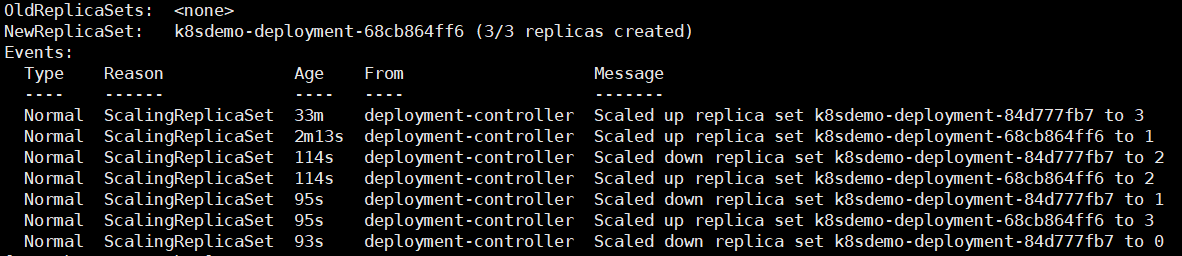 OldReplicaSets:  <none>
NewReplicaSet:   k8sdemo-deployment-68cb864ff6 (3/3 replicas created)
Events:
  Type    Reason             Age    From                   Message
  ----    ------             ----   ----                   -------
  Normal  ScalingReplicaSet  33m    deployment-controller  Scaled up replica set k8sdemo-deployment-84d777fb7 to 3
  Normal  ScalingReplicaSet  2m13s  deployment-controller  Scaled up replica set k8sdemo-deployment-68cb864ff6 to 1
  Normal  ScalingReplicaSet  114s   deployment-controller  Scaled down replica set k8sdemo-deployment-84d777fb7 to 2
  Normal  ScalingReplicaSet  114s   deployment-controller  Scaled up replica set k8sdemo-deployment-68cb864ff6 to 2
  Normal  ScalingReplicaSet  95s    deployment-controller  Scaled down replica set k8sdemo-deployment-84d777fb7 to 1
  Normal  ScalingReplicaSet  95s    deployment-controller  Scaled up replica set k8sdemo-deployment-68cb864ff6 to 3
  Normal  ScalingReplicaSet  93s    deployment-controller  Scaled down replica set k8sdemo-deployment-84d777fb7 to 0